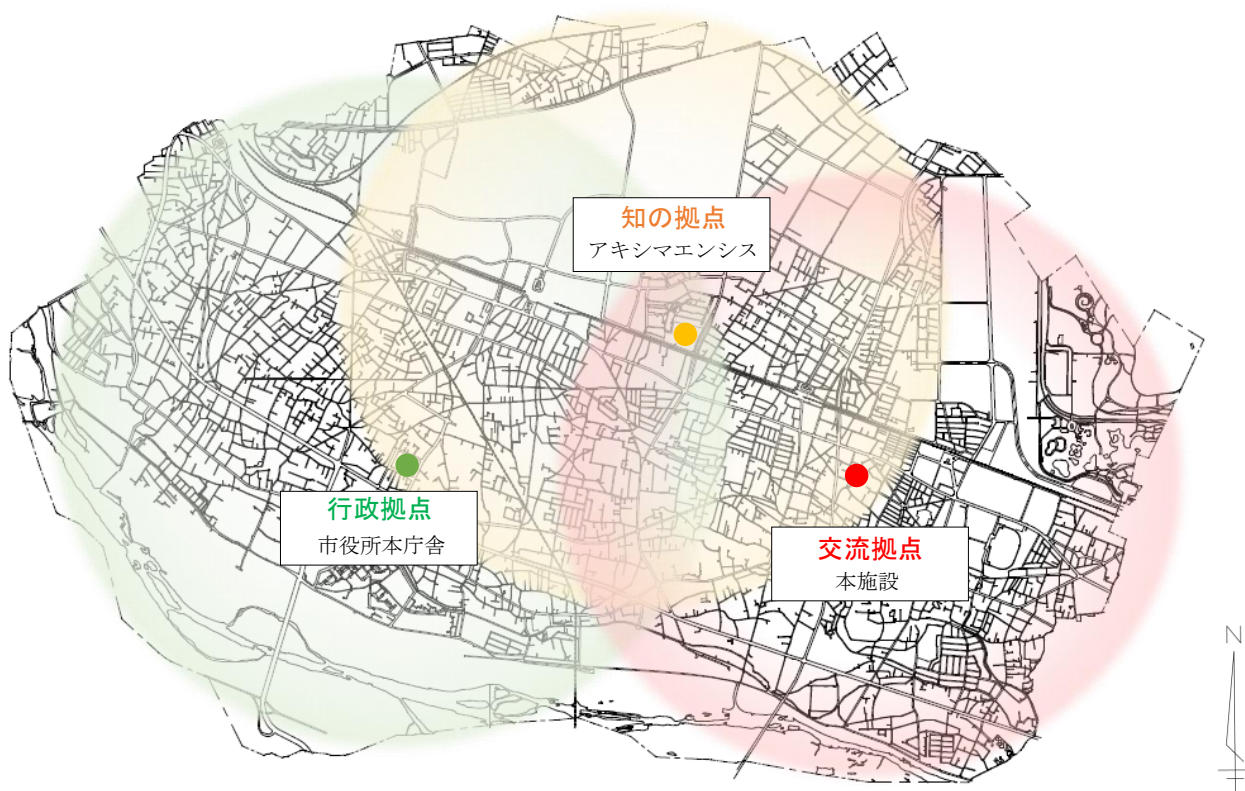 知の拠点
アキシマエンシス
行政拠点
市役所本庁舎
交流拠点
本施設
N